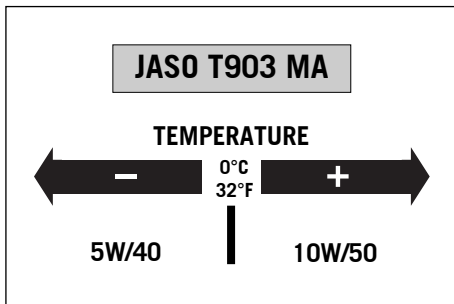 JASO T903 MA
TEMPERATURE
− 0°C +
32°F
5W/40 10W/50